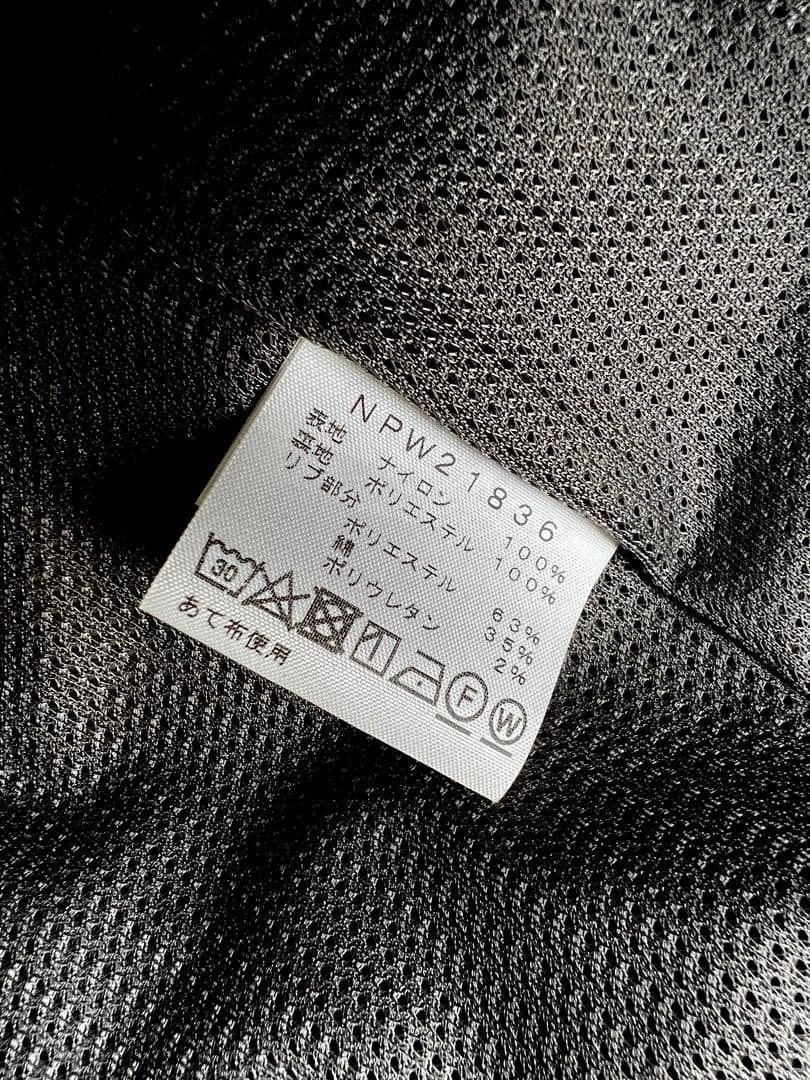 NPW21836
表地 ナイロン 100%
裏地 ポリエステル 100%
リブ部分
ポリエステル 63%
綿 35%
ポリウレタン 2%
30 F W
あて布使用